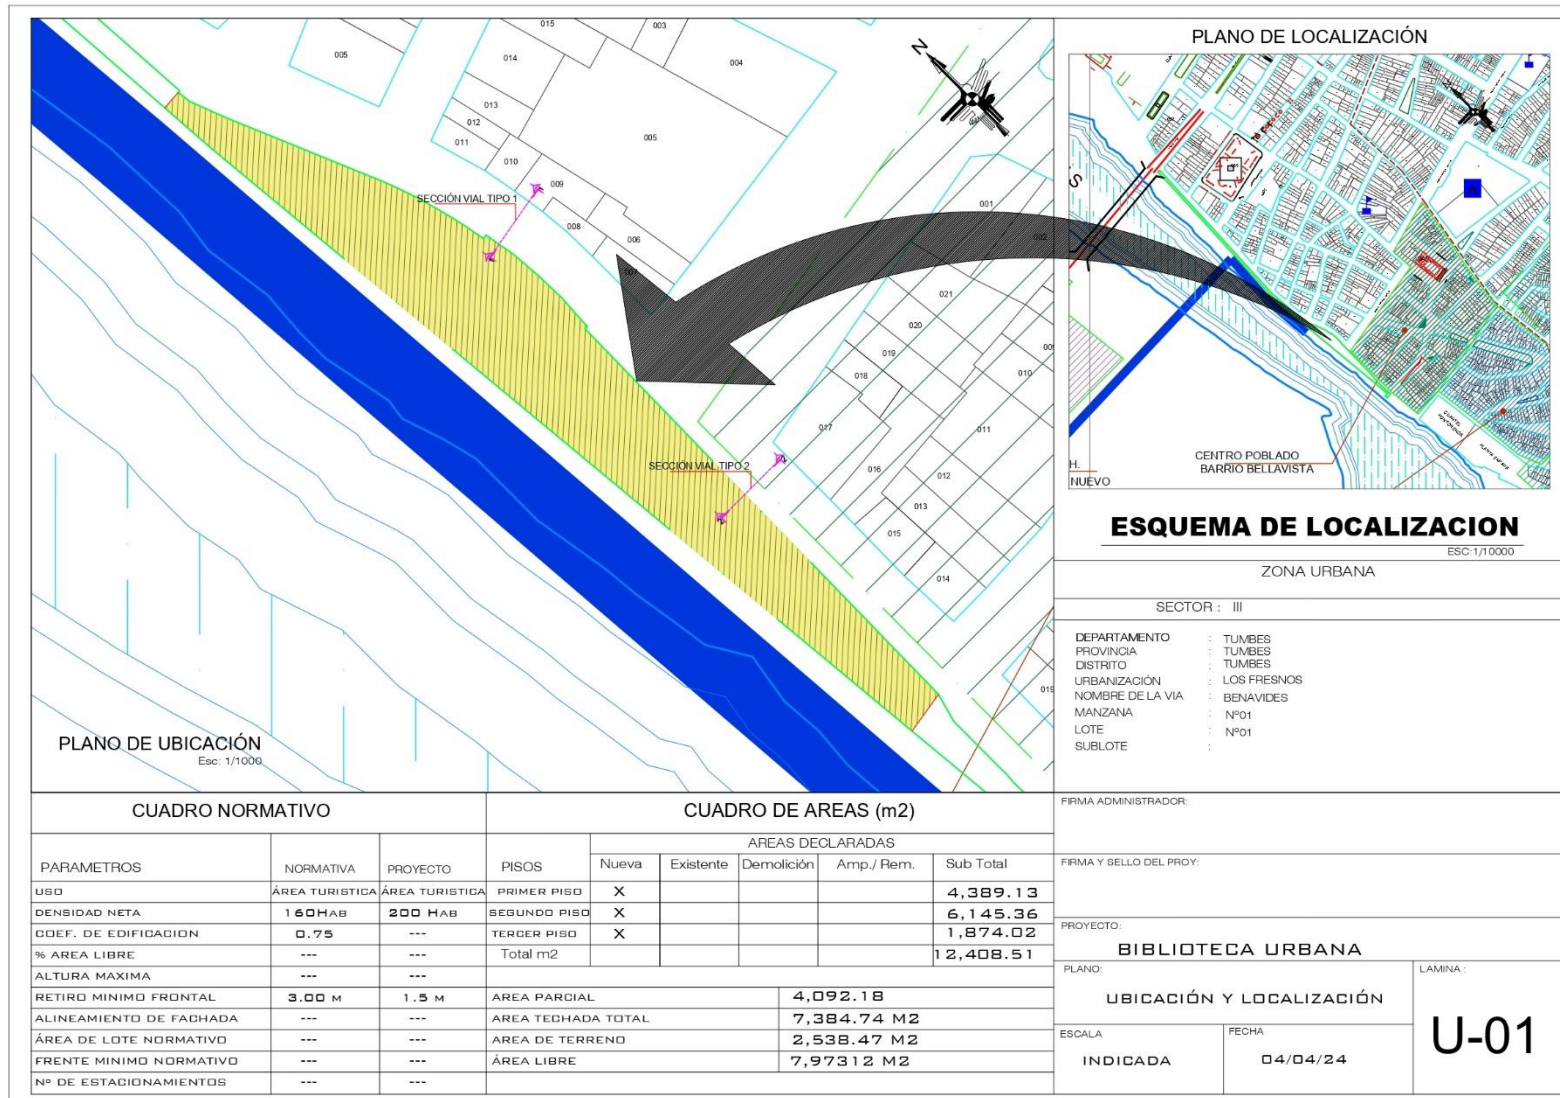 015
003
005
014
004
013
012
011
005
010
009
008
006
007
SECCIÓN VIAL TIPO 1
N
001
002
021
020
019
018
010
017
011
016
012
013
015
014
019
SECCIÓN VIAL TIPO 2
PLANO DE UBICACIÓN
Esc: 1/1000
PLANO DE LOCALIZACIÓN
S
H.
NUEVO
CENTRO POBLADO
BARRIO BELLAVISTA
ESQUEMA DE LOCALIZACION
ESC:1/10000
ZONA URBANA
SECTOR : III
DEPARTAMENTO : TUMBES
PROVINCIA : TUMBES
DISTRITO : TUMBES
URBANIZACIÓN : LOS FRESNOS
NOMBRE DE LA VIA : BENAVIDES
MANZANA : Nº01
LOTE : Nº01
SUBLOTE :
CUADRO NORMATIVO
PARAMETROS NORMATIVA PROYECTO
USO ÁREA TURISTICA ÁREA TURISTICA
DENSIDAD NETA 160HAB 200 HAB
COEF. DE EDIFICACION 0.75 ---
% AREA LIBRE --- ---
ALTURA MAXIMA --- ---
RETIRO MINIMO FRONTAL 3.00 M 1.5 M
ALINEAMIENTO DE FACHADA --- ---
ÁREA DE LOTE NORMATIVO --- ---
FRENTE MINIMO NORMATIVO --- ---
Nº DE ESTACIONAMIENTOS --- ---
CUADRO DE AREAS (m2)
AREAS DECLARADAS
PISOS Nueva Existente Demolición Amp./ Rem. Sub Total
PRIMER PISO X 4,389.13
SEGUNDO PISO X 6,145.36
TERCER PISO X 1,874.02
Total m2 12,408.51
AREA PARCIAL 4,092.18
AREA TECHADA TOTAL 7,384.74 M2
AREA DE TERRENO 2,538.47 M2
ÁREA LIBRE 7,97312 M2
FIRMA ADMINISTRADOR:
FIRMA Y SELLO DEL PROY:
PROYECTO:
BIBLIOTECA URBANA
PLANO:
UBICACIÓN Y LOCALIZACIÓN
LAMINA :
U-01
ESCALA
INDICADA
FECHA
04/04/24